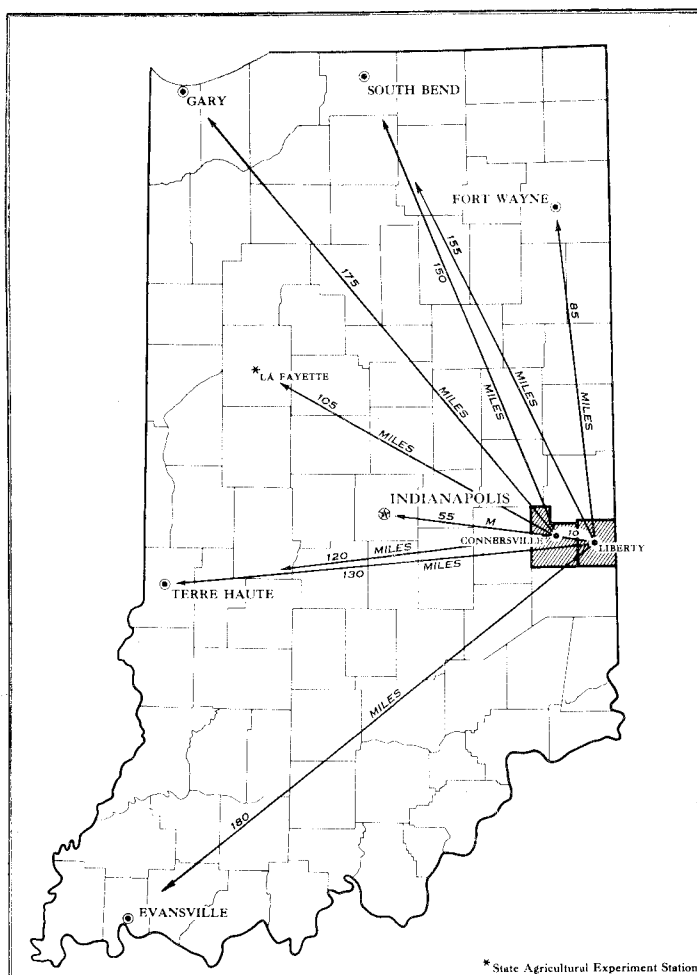 SOUTH BEND
GARY
FORT WAYNE
155
150
175
85
*LA FAYETTE
105
MILES
MILES
MILES
MILES
MILES
INDIANAPOLIS
55 M
CONNERSVILLE
10
LIBERTY
120 MILES
130 MILES
TERRE HAUTE
MILES
180
EVANSVILLE
*State Agricultural Experiment Station